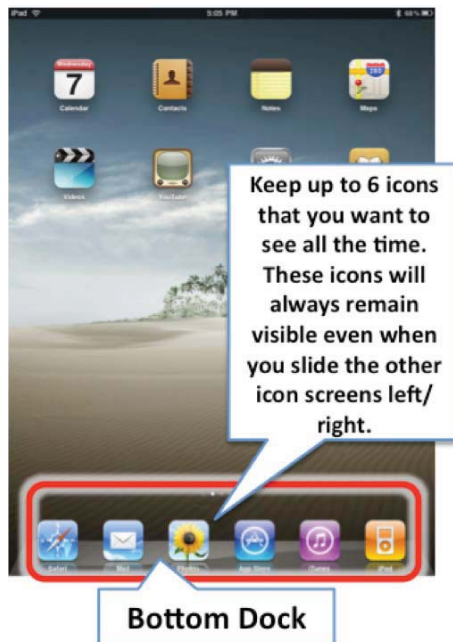 iPad 5:05 PM 68%
Wednesday
7
Calendar Contacts Notes Maps
280
Videos YouTube
Keep up to 6 icons
that you want to
see all the time.
These icons will
always remain
visible even when
you slide the other
icon screens left/
right.
Safari Mail Photos App Store iTunes iPod
Bottom Dock